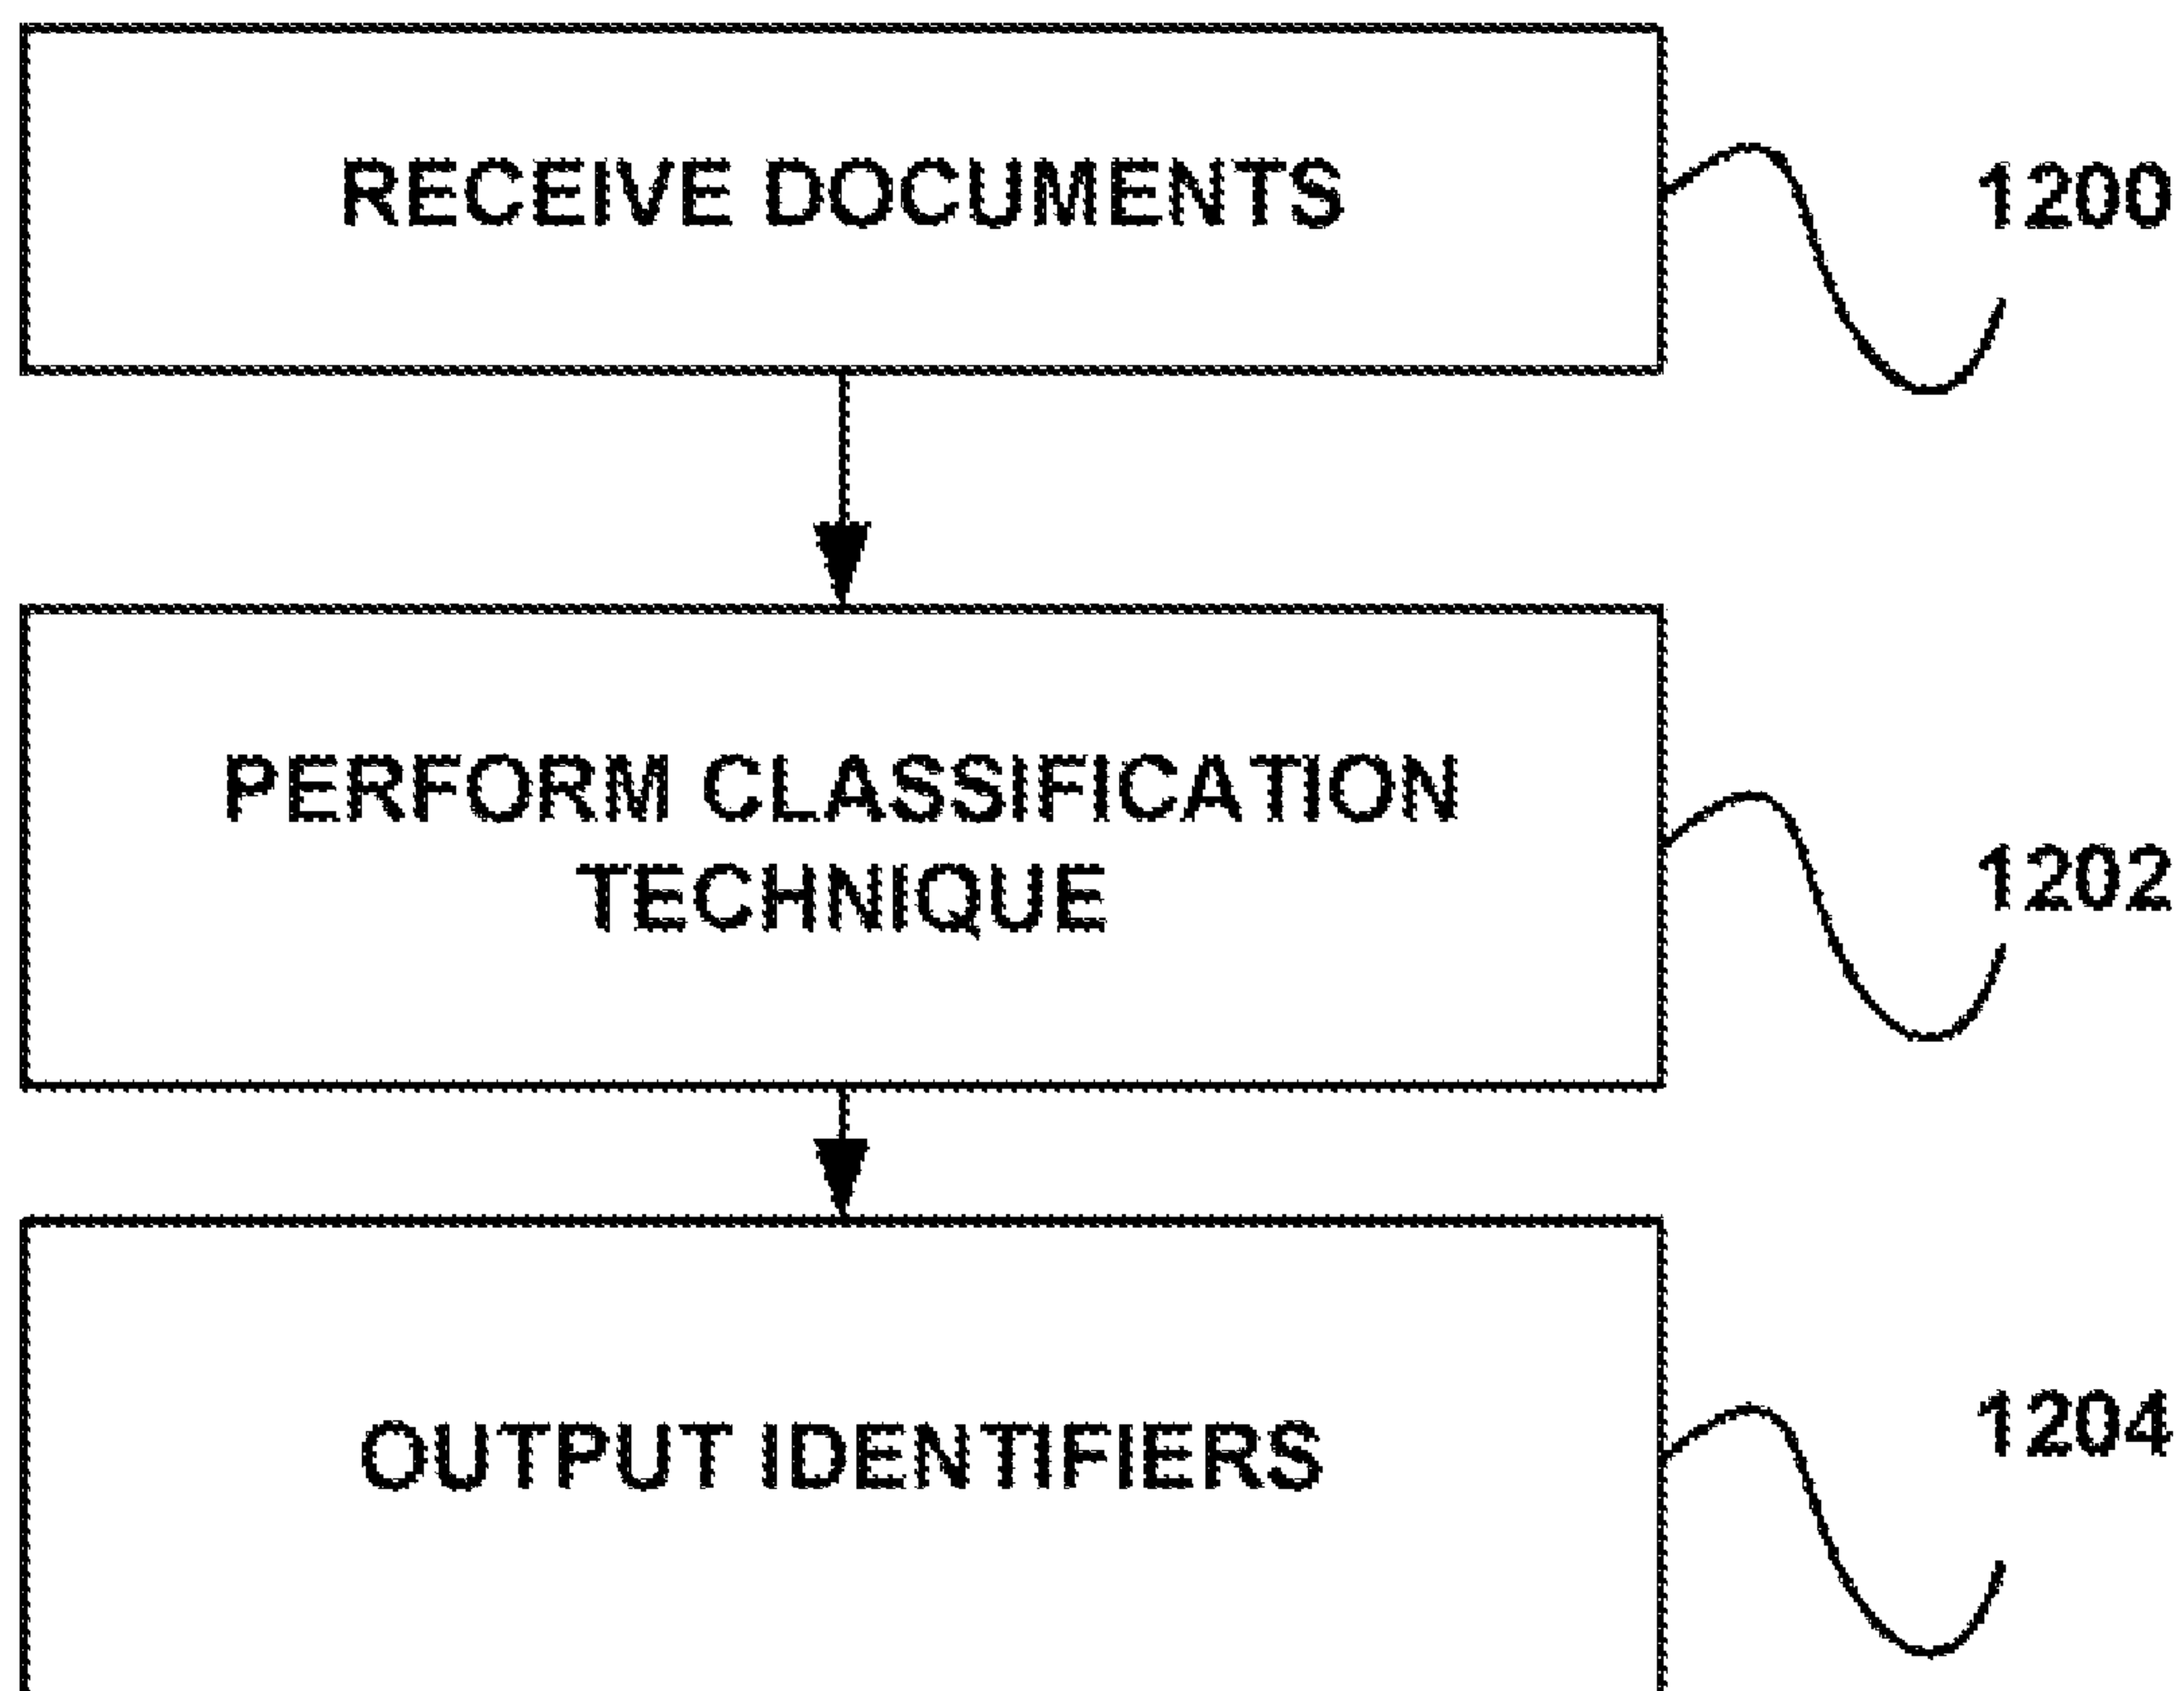 RECEIVE DOCUMENTS
1200
PERFORM CLASSIFICATION
TECHNIQUE
1202
OUTPUT IDENTIFIERS
1204